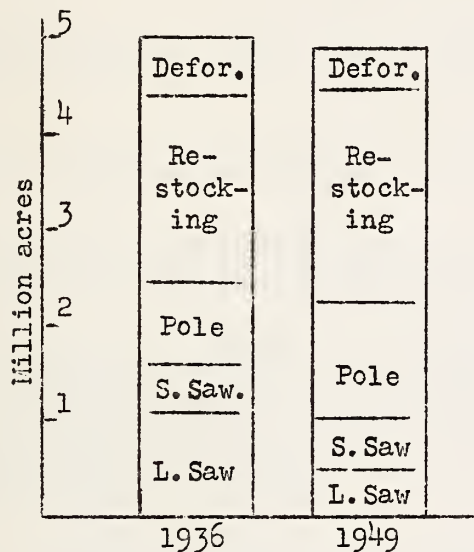 5
4
3
2
1
Million acres
Defor.
Re-
stock-
ing
Pole
S. Saw.
L. Saw
1936
Defor.
Re-
stock-
ing
Pole
S. Saw
L. Saw
1949